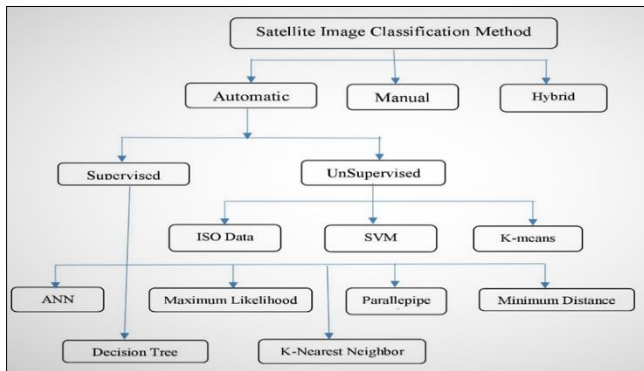 Satellite Image Classification Method
Automatic
Manual
Hybrid
Supervised
UnSupervised
ISO Data
SVM
K-means
ANN
Maximum Likelihood
Parallepipe
Minimum Distance
Decision Tree
K-Nearest Neighbor